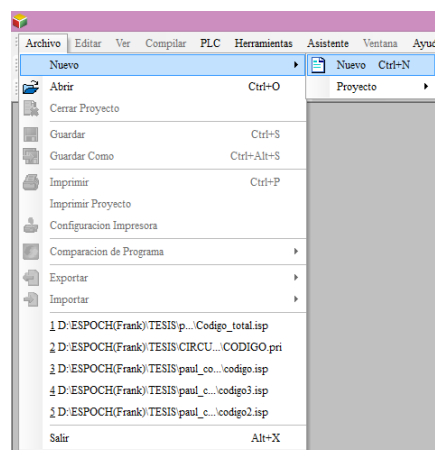 Archivo Editar Ver Compilar PLC Herramientas Asistente Ventana
Nuevo
Nuevo Ctrl+N
Abrir Ctrl+O
Proyecto
Cerrar Proyecto
Guardar Ctrl+S
Guardar Como Ctrl+Alt+S
Imprimir Ctrl+P
Imprimir Proyecto
Configuracion Impresora
Comparacion de Programa
Exportar
Importar
1 D:\ESPOCH(Frank)\TESIS\p...\Codigo_total.isp
2 D:\ESPOCH(Frank)\TESIS\CIRCU...\CODIGO.pri
3 D:\ESPOCH(Frank)\TESIS\paul_co...\codigo.isp
4 D:\ESPOCH(Frank)\TESIS\paul_c...\codigo3.isp
5 D:\ESPOCH(Frank)\TESIS\paul_c...\codigo2.isp
Salir Alt+X